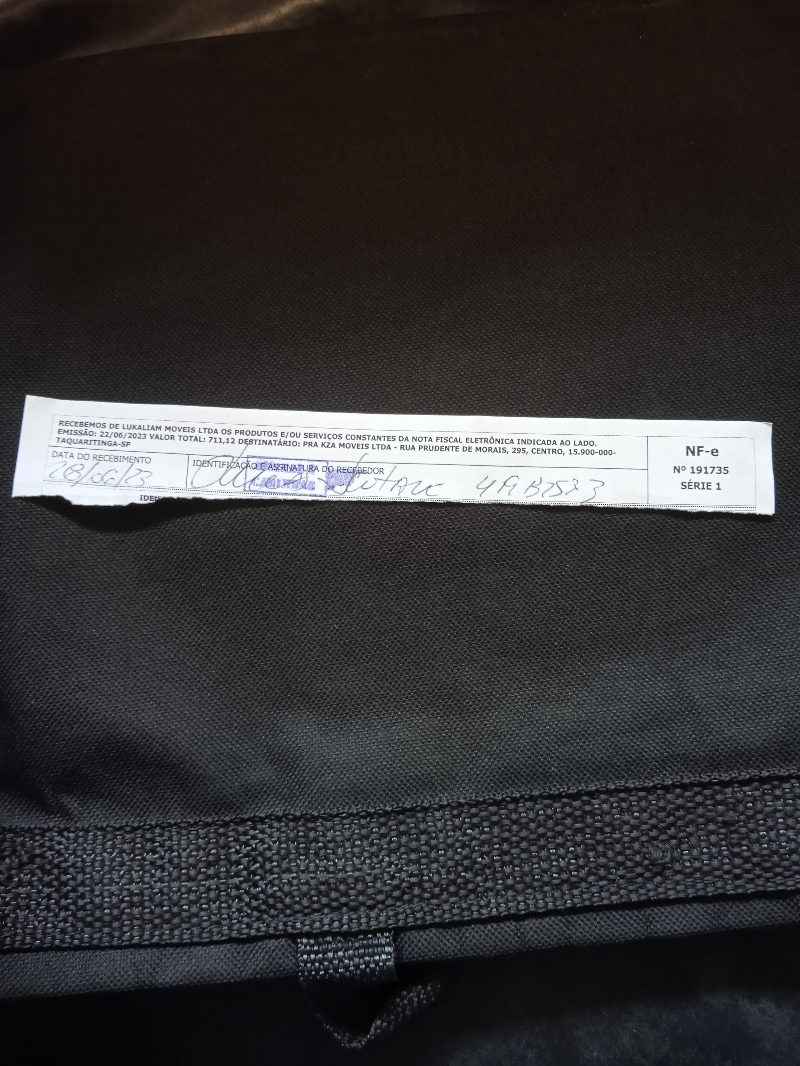 RECEBEMOS DE LUKALIAM MOVEIS LTDA OS PRODUTOS E/OU SERVIÇOS CONSTANTES DA NOTA FISCAL ELETRÔNICA INDICADA AO LADO.
EMISSÃO: 22/06/2023 VALOR TOTAL: 711,12 DESTINATÁRIO: PRA KZA MOVEIS LTDA - RUA PRUDENTE DE MORAIS, 295, CENTRO, 15.900-000-
TAQUARITINGA-SP
DATA DO RECEBIMENTO
28/06/23
IDENTIFICAÇÃO E ASSINATURA DO RECEBEDOR
NF-e
Nº 191735
SÉRIE 1
IDEN